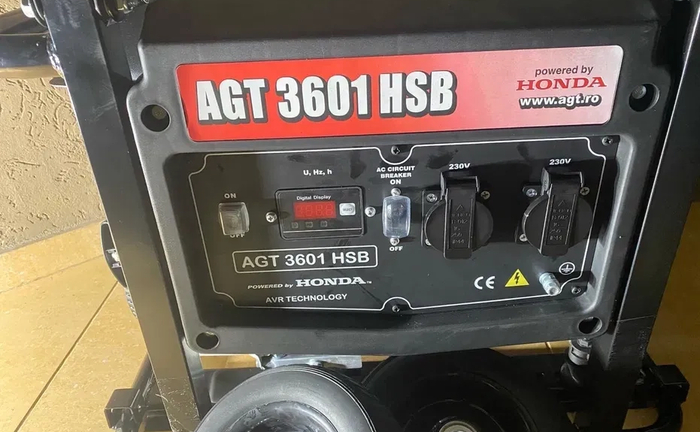 AGT 3601 HSB
powered by
HONDA
www.agt.ro
U, Hz, h
AC CIRCUIT
BREAKER
ON
230V
230V
ON
Digital Display
OFF
OFF
AGT 3601 HSB
POWERED by HONDA
AVR TECHNOLOGY
CE